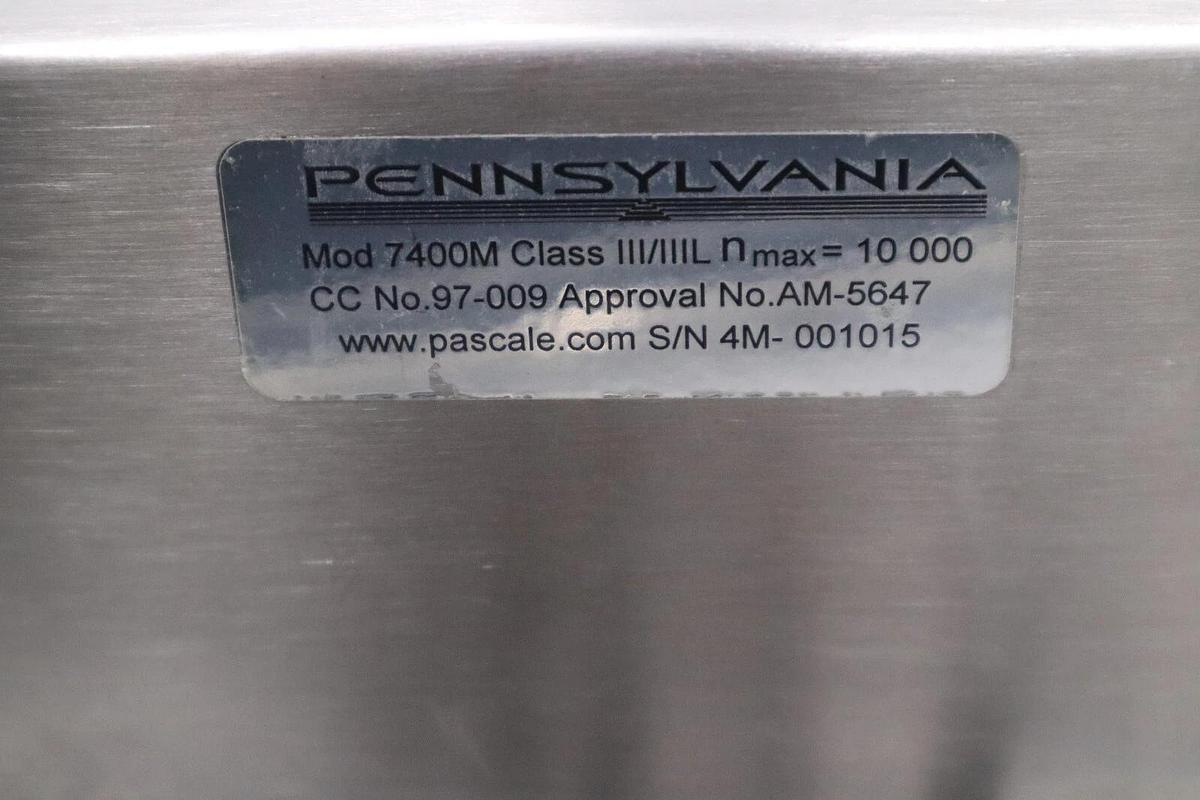 PENNSYLVANIA
Mod 7400M Class III/IIIL n max = 10 000
CC No.97-009 Approval No.AM-5647
www.pascale.com S/N 4M- 001015